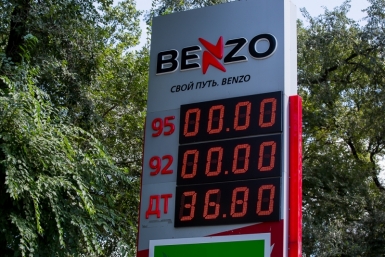 BENZO
СВОЙ ПУТЬ. BENZO
95 00.00
92 00.00
ДТ 36.80